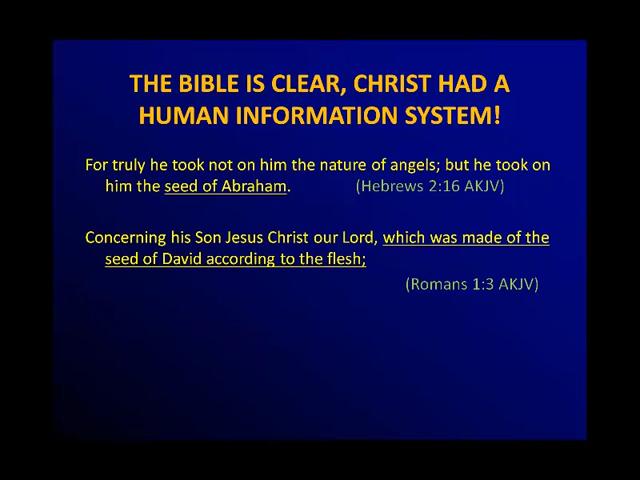 THE BIBLE IS CLEAR, CHRIST HAD A
HUMAN INFORMATION SYSTEM!
For truly he took not on him the nature of angels; but he took on
him the seed of Abraham. (Hebrews 2:16 AKJV)
Concerning his Son Jesus Christ our Lord, which was made of the
seed of David according to the flesh;
(Romans 1:3 AKJV)